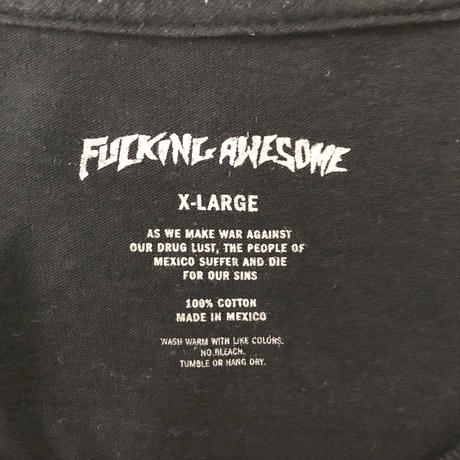 FUCKING AWESOME
X-LARGE
AS WE MAKE WAR AGAINST
OUR DRUG LUST, THE PEOPLE OF
MEXICO SUFFER AND DIE
FOR OUR SINS
100% COTTON
MADE IN MEXICO
WASH WARM WITH LIKE COLORS.
NO BLEACH.
TUMBLE OR HANG DRY.